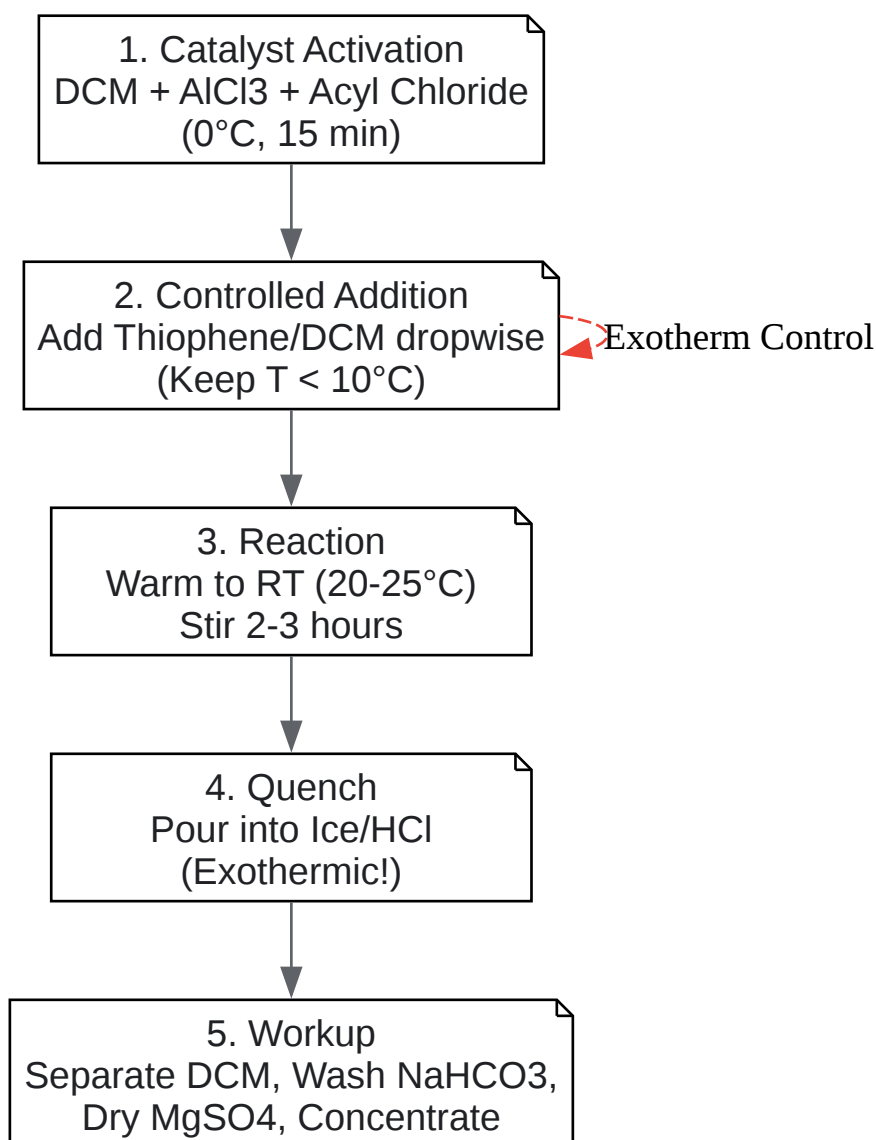 1. Catalyst Activation
DCM + AlCl3 + Acyl Chloride
(0°C, 15 min)
2. Controlled Addition
Add Thiophene/DCM dropwise
(Keep T < 10°C)
Exotherm Control
3. Reaction
Warm to RT (20-25°C)
Stir 2-3 hours
4. Quench
Pour into Ice/HCl
(Exothermic!)
5. Workup
Separate DCM, Wash NaHCO3,
Dry MgSO4, Concentrate